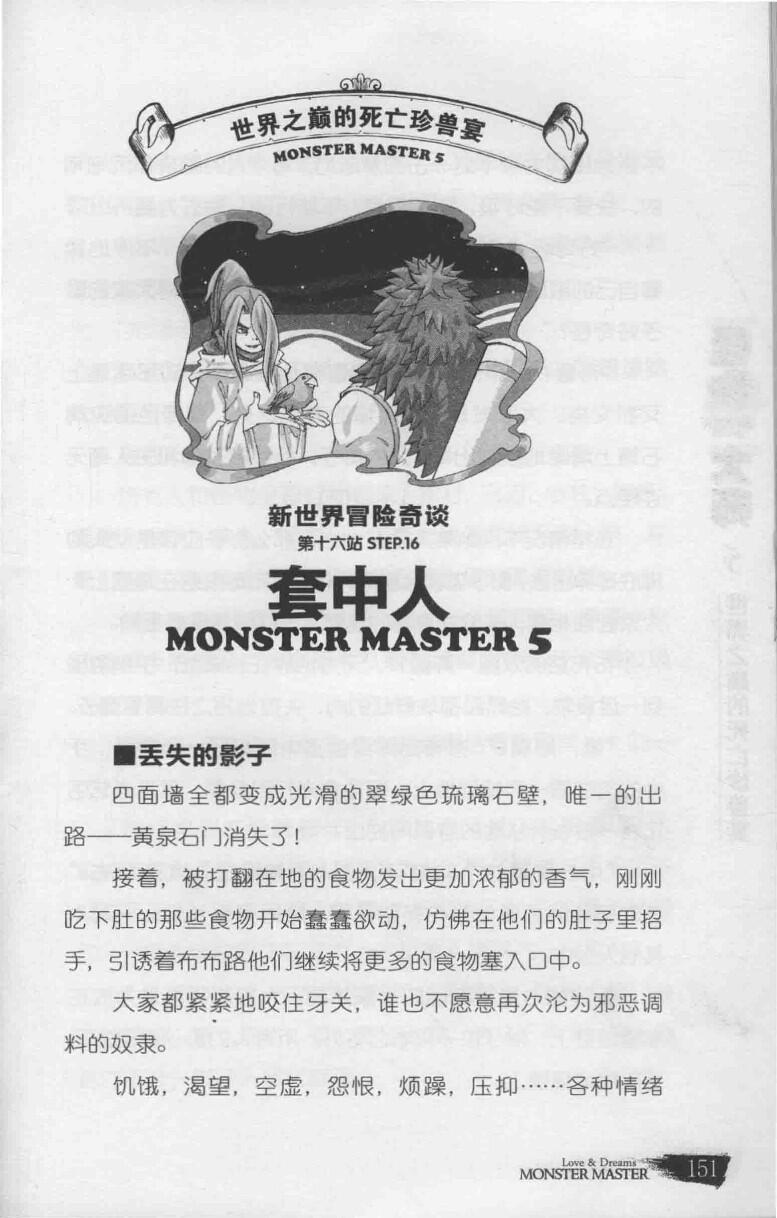 世界之巅的死亡珍兽宴
MONSTER MASTER 5
新世界冒险奇谈
第十六站 STEP.16
套中人
MONSTER MASTER 5
■丢失的影子
四面墙全都变成光滑的翠绿色琉璃石壁，唯一的出
路——黄泉石门消失了！
接着，被打翻在地的食物发出更加浓郁的香气，刚刚
吃下肚的那些食物开始蠢蠢欲动，仿佛在他们的肚子里招
手，引诱着布布路他们继续将更多的食物塞入口中。
大家都紧紧地咬住牙关，谁也不愿意再次沦为邪恶调
料的奴隶。
饥饿，渴望，空虚，怨恨，烦躁，压抑……各种情绪
Love & Dreams
MONSTER MASTER
151